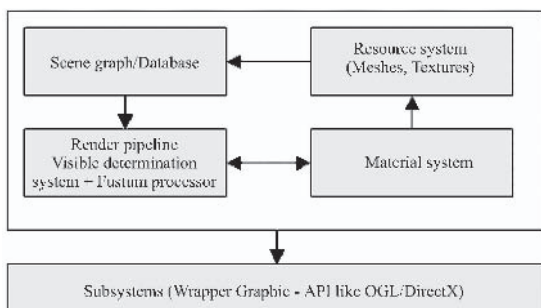 Scene graph/Database
Resource system
(Meshes, Textures)
Render pipeline
Visible determination
system + Fustum processor
Material system
Subsystems (Wrapper Graphic - API like OGL/DirectX)